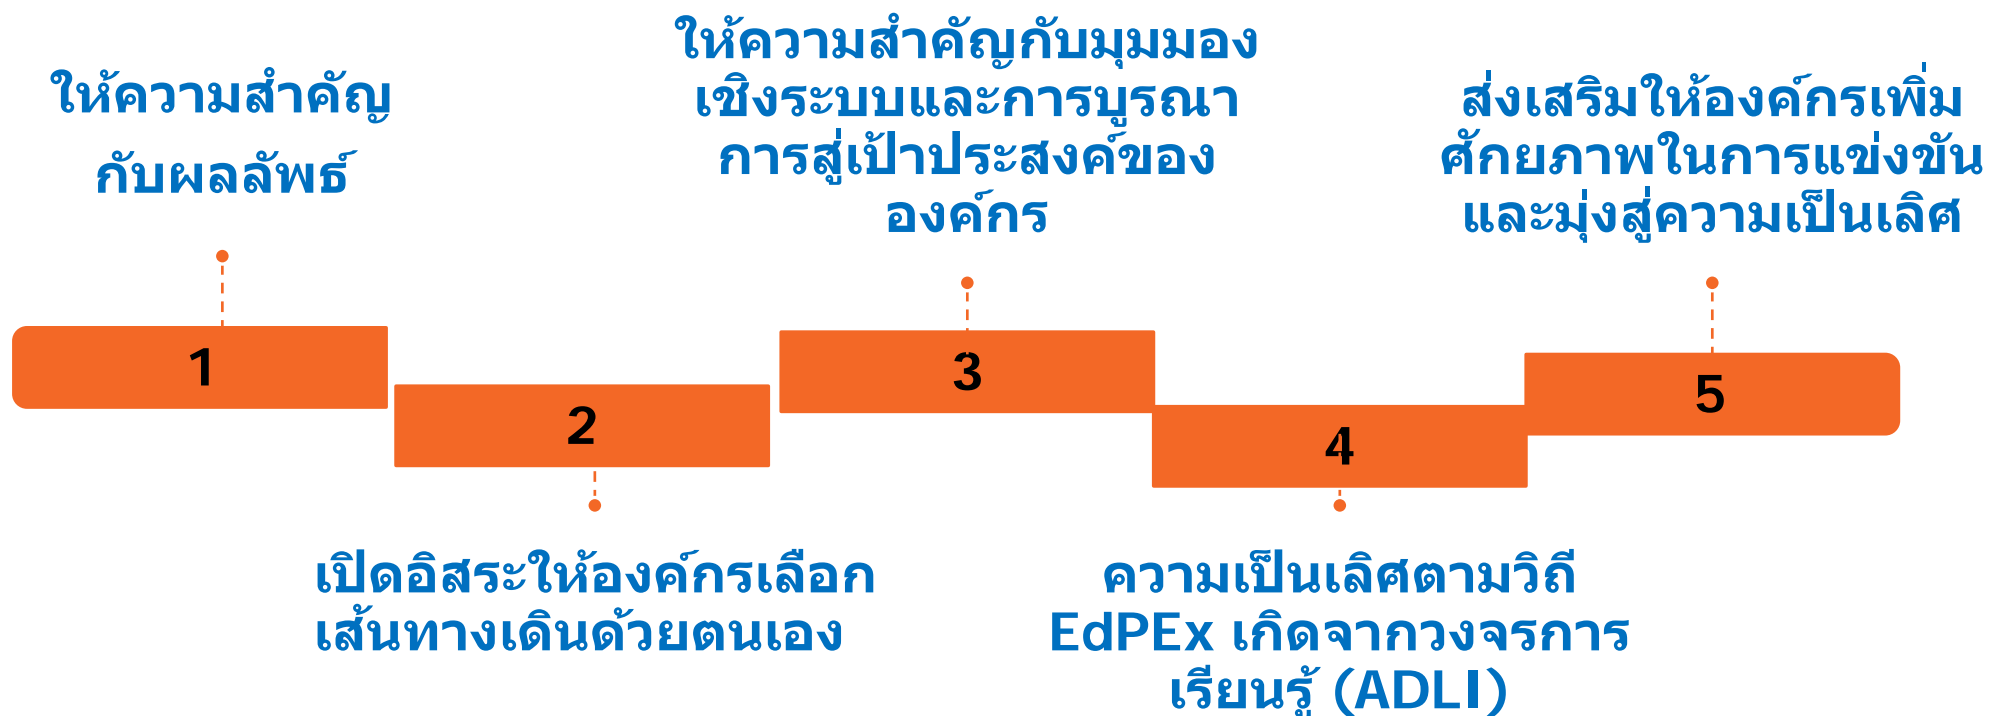 ให้ความสำคัญ
กับผลลัพธ์
1
เปิดอิสระให้องค์กรเลือก
เส้นทางเดินด้วยตนเอง
2
ให้ความสำคัญกับมุมมอง
เชิงระบบและการบูรณา
การสู่เป้าประสงค์ของ
องค์กร
3
ความเป็นเลิศตามวิถี
EdPEx เกิดจากวงจรการ
เรียนรู้ (ADLI)
4
ส่งเสริมให้องค์กรเพิ่ม
ศักยภาพในการแข่งขัน
และมุ่งสู่ความเป็นเลิศ
5